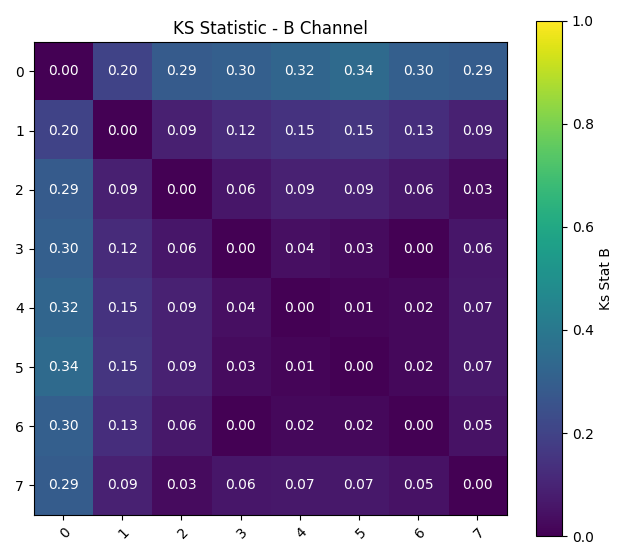 KS Statistic - B Channel
0 0.00 0.20 0.29 0.30 0.32 0.34 0.30 0.29
1 0.20 0.00 0.09 0.12 0.15 0.15 0.13 0.09
2 0.29 0.09 0.00 0.06 0.09 0.09 0.06 0.03
3 0.30 0.12 0.06 0.00 0.04 0.03 0.00 0.06
4 0.32 0.15 0.09 0.04 0.00 0.01 0.02 0.07
5 0.34 0.15 0.09 0.03 0.01 0.00 0.02 0.07
6 0.30 0.13 0.06 0.00 0.02 0.02 0.00 0.05
7 0.29 0.09 0.03 0.06 0.07 0.07 0.05 0.00
0 1 2 3 4 5 6 7
1.0
0.8
0.6
0.4
0.2
0.0
Ks Stat B